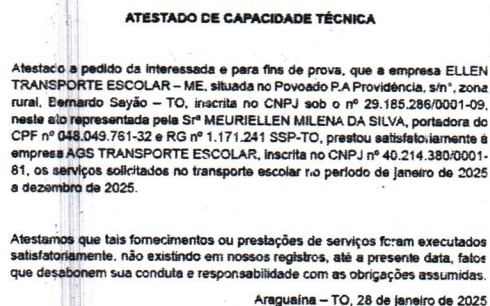 ATESTADO DE CAPACIDADE TÉCNICA
Atestado a pedido da interessada e para fins de prova, que a empresa ELLEN
TRANSPORTE ESCOLAR – ME, situada no Povoado P.A Providência, s/n°, zona
rural, Bernardo Sayão – TO, inscrita no CNPJ sob o nº 29.185.286/0001-09,
neste ato representada pela Srª MEURIELLEN MILENA DA SILVA, portadora do
CPF nº 048.049.761-32 e RG nº 1.171.241 SSP-TO, prestou satisfatoriamente à
empresa AGS TRANSPORTE ESCOLAR, inscrita no CNPJ nº 40.214.380/0001-
81, os serviços solicitados no transporte escolar no período de janeiro de 2025
a dezembro de 2025.
Atestamos que tais fornecimentos ou prestações de serviços foram executados
satisfatoriamente, não existindo em nossos registros, até a presente data, fatos
que desabonem sua conduta e responsabilidade com as obrigações assumidas.
Araguaína – TO, 28 de janeiro de 2025